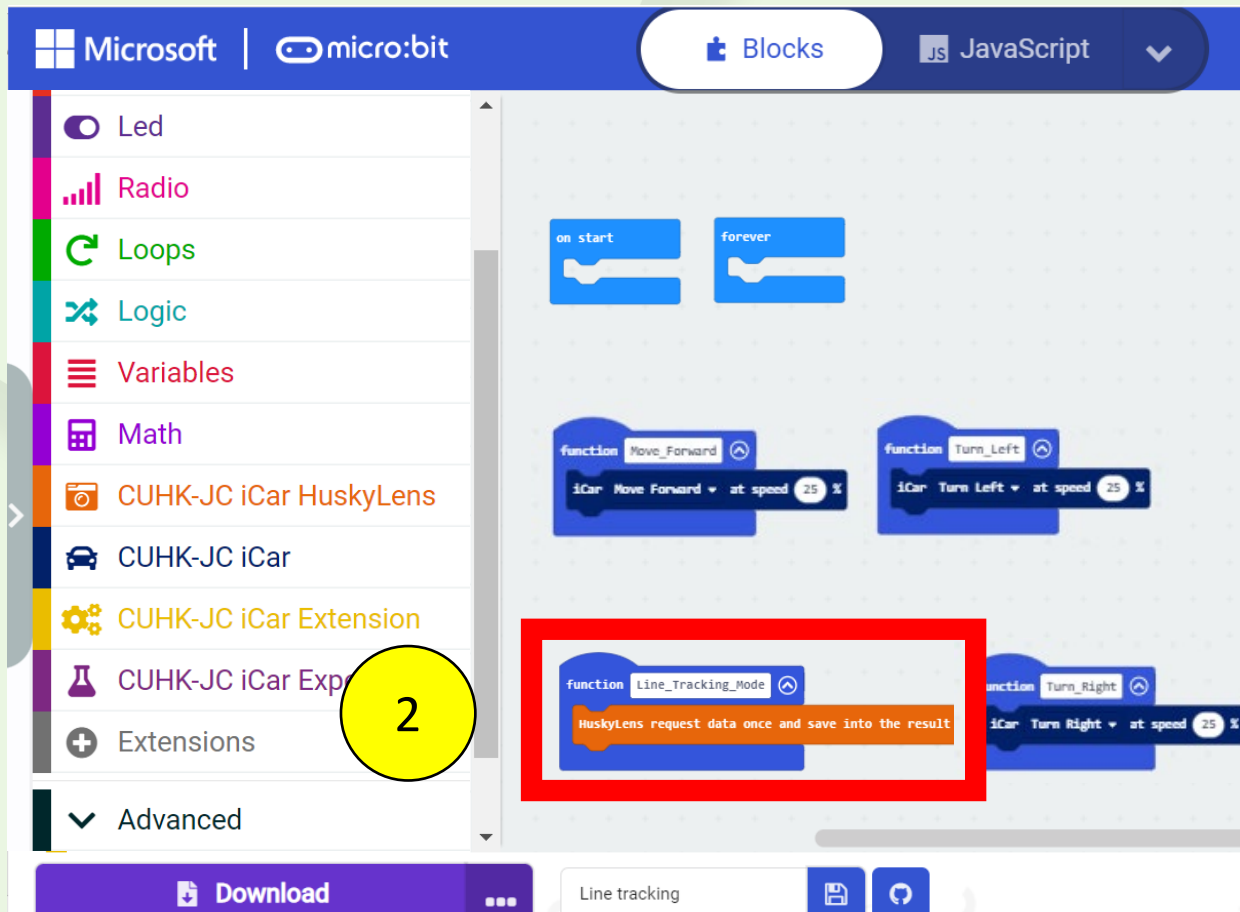 Microsoft | micro:bit
Blocks
JS JavaScript
Led
Radio
Loops
Logic
Variables
Math
CUHK-JC iCar HuskyLens
CUHK-JC iCar
CUHK-JC iCar Extension
CUHK-JC iCar Exp
2
Extensions
Advanced
on start
forever
function Move_Forward
iCar Move Forward at speed 25 %
function Turn_Left
iCar Turn Left at speed 25 %
function Line_Tracking_Mode
HuskyLens request data once and save into the result
unction Turn_Right
iCar Turn Right at speed 25 %
Download
Line tracking